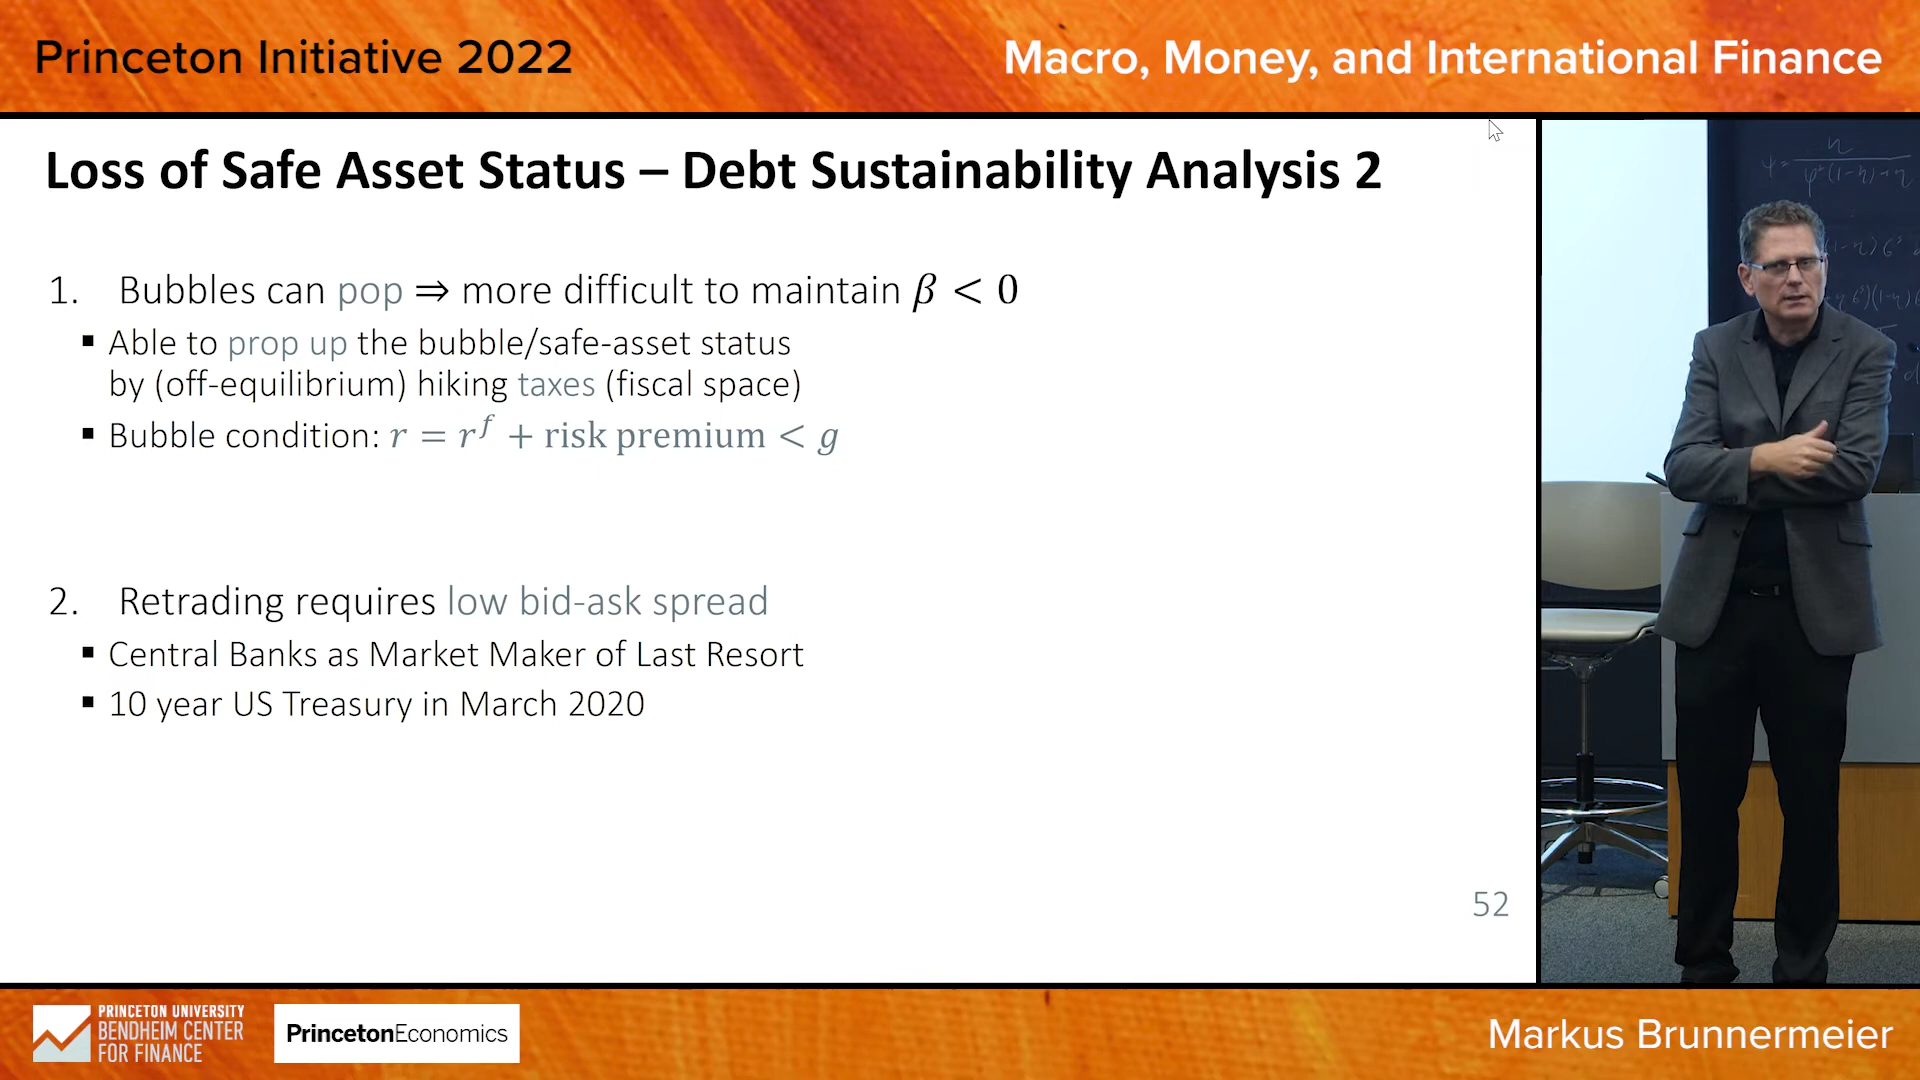 Princeton Initiative 2022
Macro, Money, and International Finance
Loss of Safe Asset Status – Debt Sustainability Analysis 2
1. Bubbles can pop ⇒ more difficult to maintain β < 0
▪ Able to prop up the bubble/safe-asset status
by (off-equilibrium) hiking taxes (fiscal space)
▪ Bubble condition: r = r^f + risk premium < g
2. Retrading requires low bid-ask spread
▪ Central Banks as Market Maker of Last Resort
▪ 10 year US Treasury in March 2020
52
PRINCETON UNIVERSITY
BENDHEIM CENTER
FOR FINANCE
PrincetonEconomics
Markus Brunnermeier